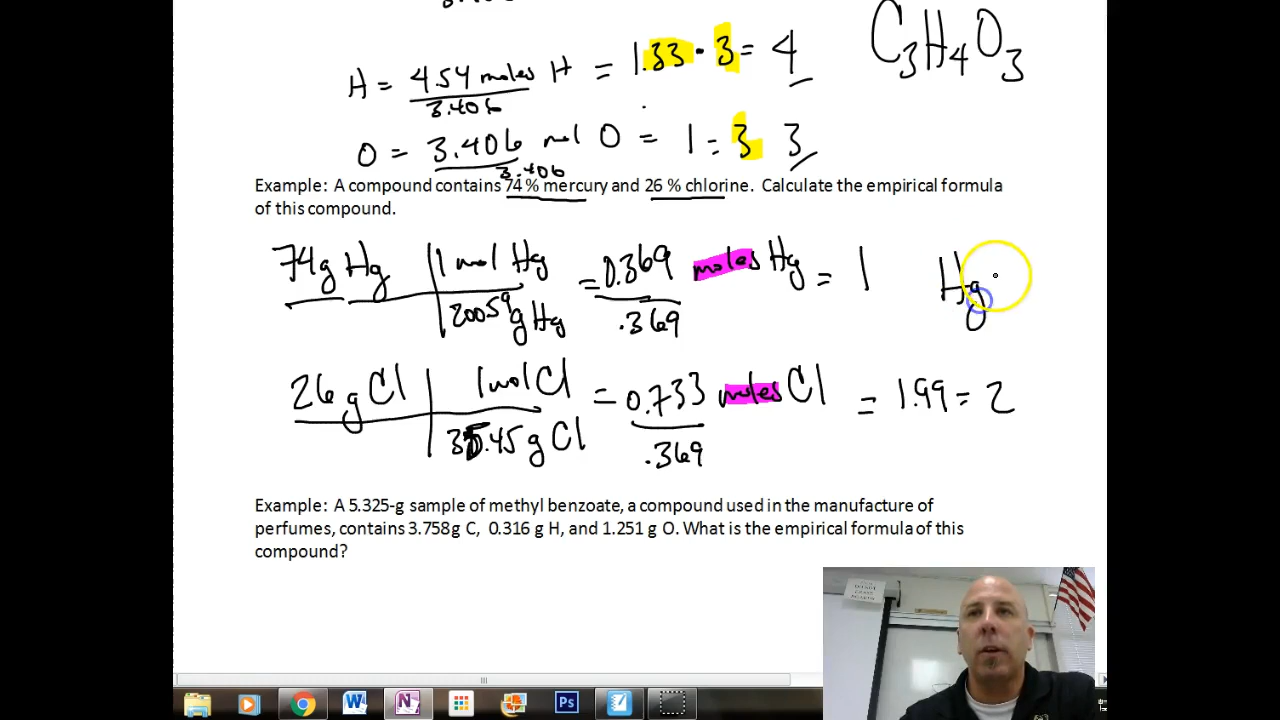 H = 4.54 moles H = 1.33 · 3 = 4
3.406
C3H4O3
O = 3.406 mol O = 1 = 3 3
3.406
Example: A compound contains 74 % mercury and 26 % chlorine. Calculate the empirical formula
of this compound.
74g Hg 1 mol Hg = 0.369 moles Hg = 1 Hg
200.59 g Hg .369
26 g Cl 1 mol Cl = 0.733 moles Cl = 1.99 = 2
35.45 g Cl .369
Example: A 5.325-g sample of methyl benzoate, a compound used in the manufacture of
perfumes, contains 3.758g C, 0.316 g H, and 1.251 g O. What is the empirical formula of this
compound?
W
N
Ps